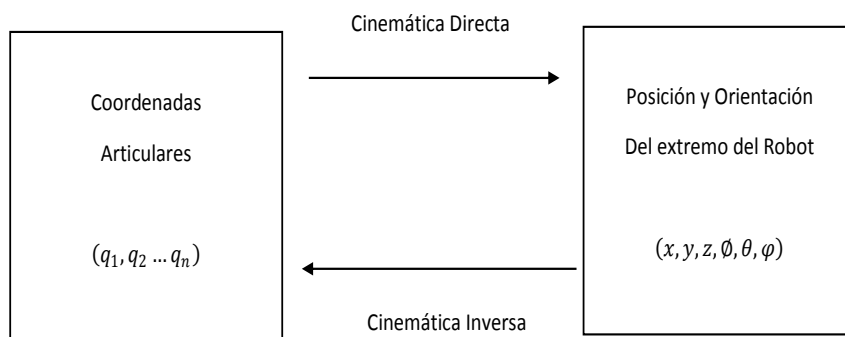 Cinemática Directa
Coordenadas
Articulares
(q₁, q₂ … qₙ)
Posición y Orientación
Del extremo del Robot
(x, y, z, ∅, θ, φ)
Cinemática Inversa